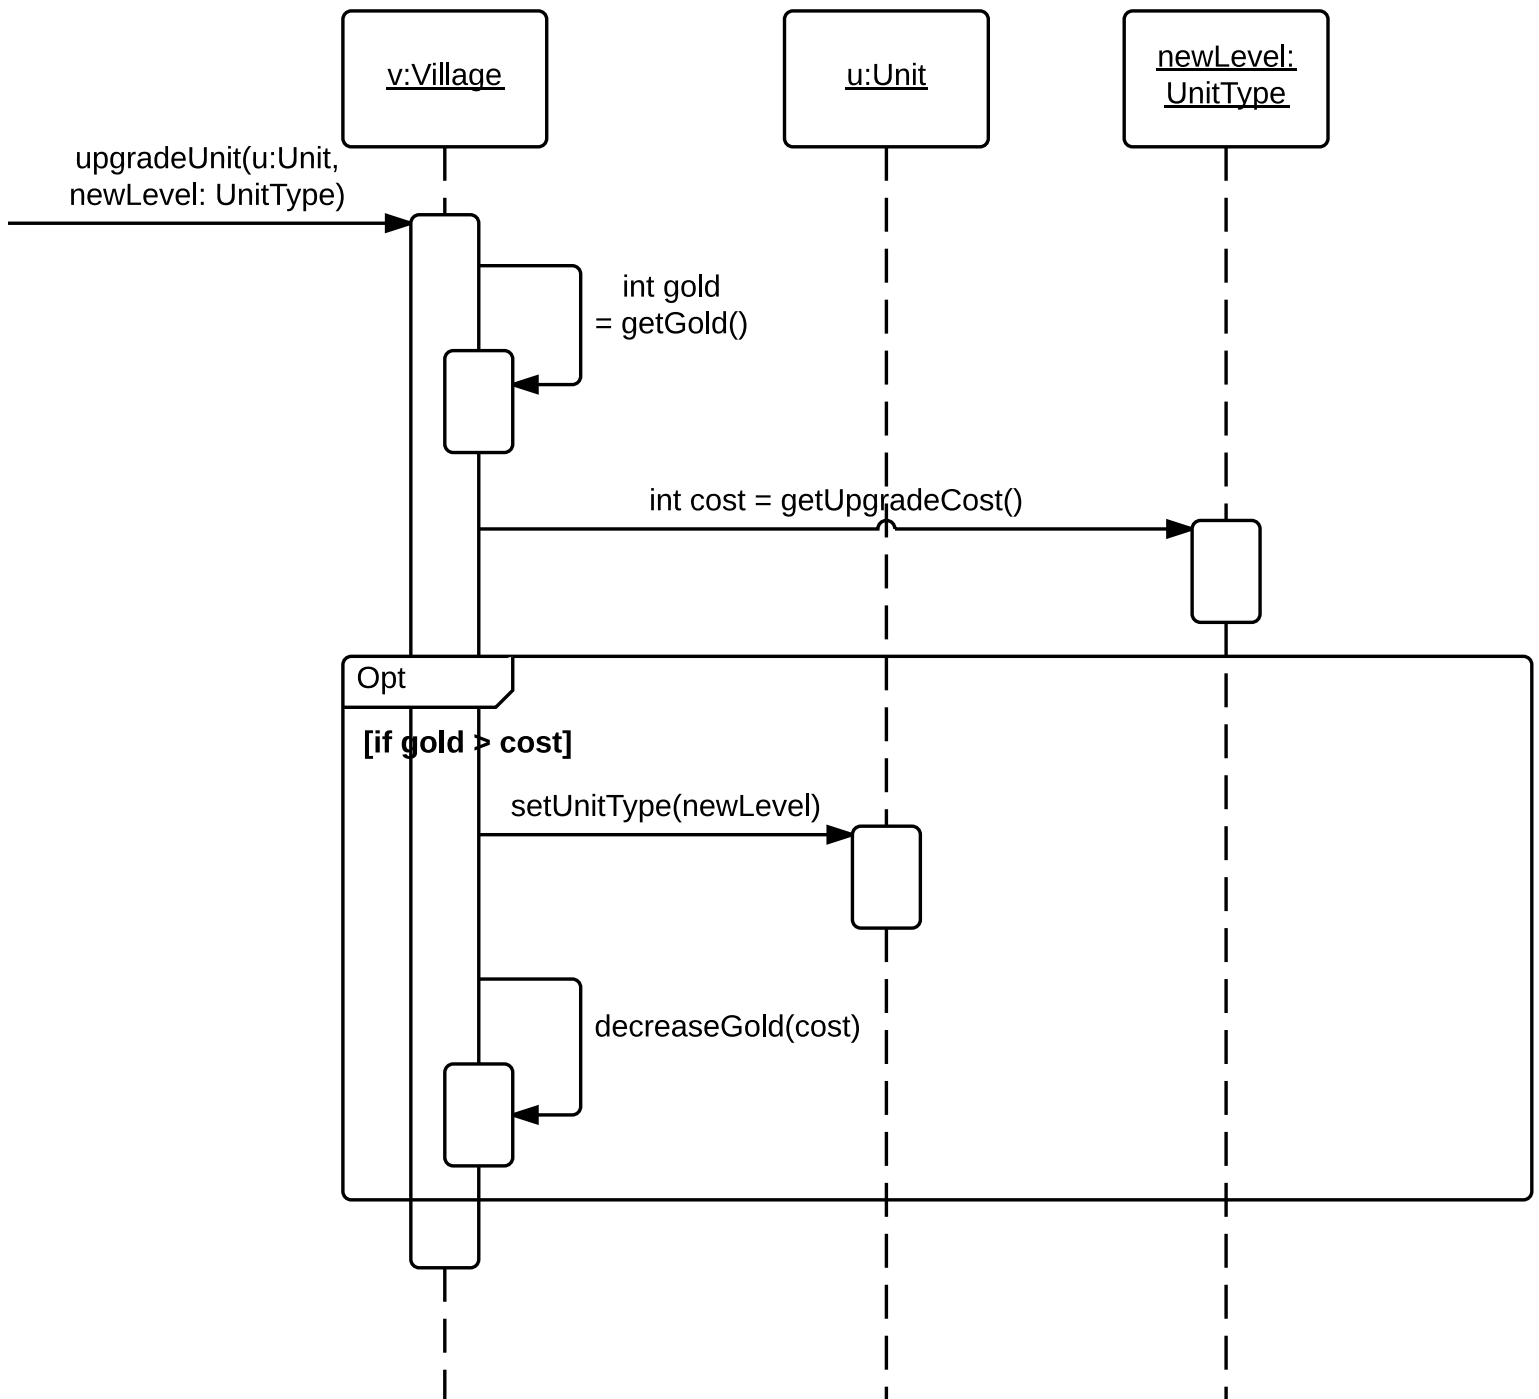 v:Village
u:Unit
newLevel:
UnitType
upgradeUnit(u:Unit,
newLevel: UnitType)
int gold
= getGold()
int cost = getUpgradeCost()
Opt
[if gold > cost]
setUnitType(newLevel)
decreaseGold(cost)